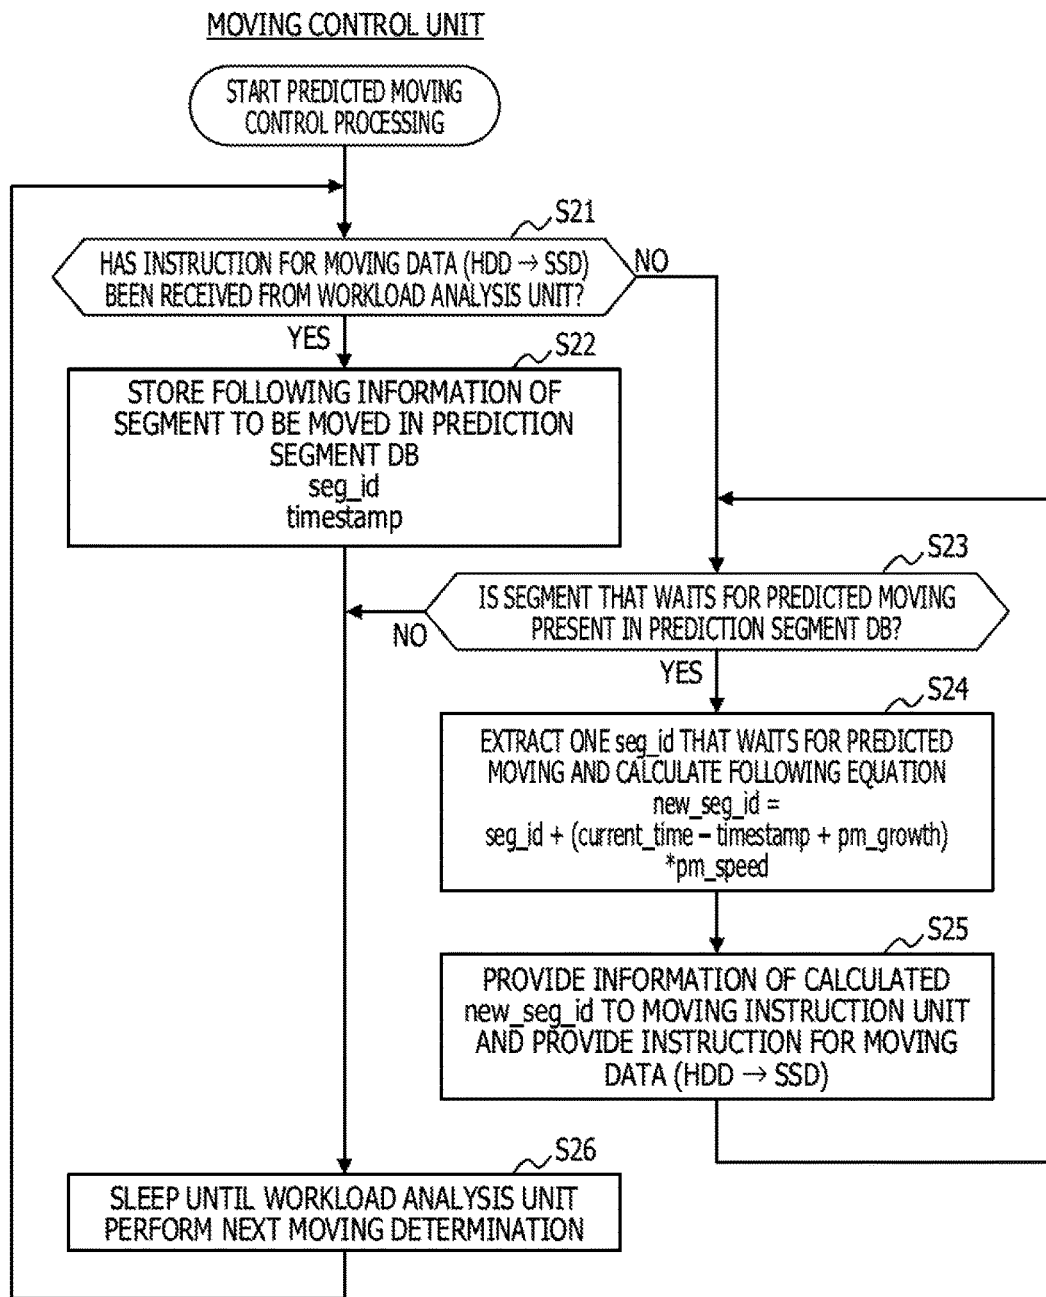 MOVING CONTROL UNIT
START PREDICTED MOVING
CONTROL PROCESSING
S21
HAS INSTRUCTION FOR MOVING DATA (HDD → SSD)
BEEN RECEIVED FROM WORKLOAD ANALYSIS UNIT?
NO
YES
S22
STORE FOLLOWING INFORMATION OF
SEGMENT TO BE MOVED IN PREDICTION
SEGMENT DB
seg_id
timestamp
S23
IS SEGMENT THAT WAITS FOR PREDICTED MOVING
PRESENT IN PREDICTION SEGMENT DB?
NO
YES
S24
EXTRACT ONE seg_id THAT WAITS FOR PREDICTED
MOVING AND CALCULATE FOLLOWING EQUATION
new_seg_id =
seg_id + (current_time – timestamp + pm_growth)
*pm_speed
S25
PROVIDE INFORMATION OF CALCULATED
new_seg_id TO MOVING INSTRUCTION UNIT
AND PROVIDE INSTRUCTION FOR MOVING
DATA (HDD → SSD)
S26
SLEEP UNTIL WORKLOAD ANALYSIS UNIT
PERFORM NEXT MOVING DETERMINATION